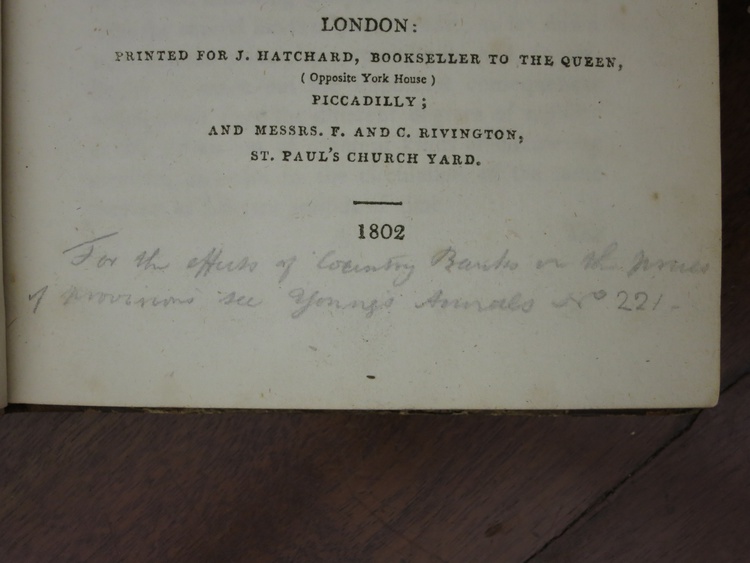 LONDON:
PRINTED FOR J. HATCHARD, BOOKSELLER TO THE QUEEN,
( Opposite York House )
PICCADILLY;
AND MESSRS. F. AND C. RIVINGTON,
ST. PAUL'S CHURCH YARD.
1802
For the effects of Country Banks on the prices
of provisions see Youngs Annals No 221-